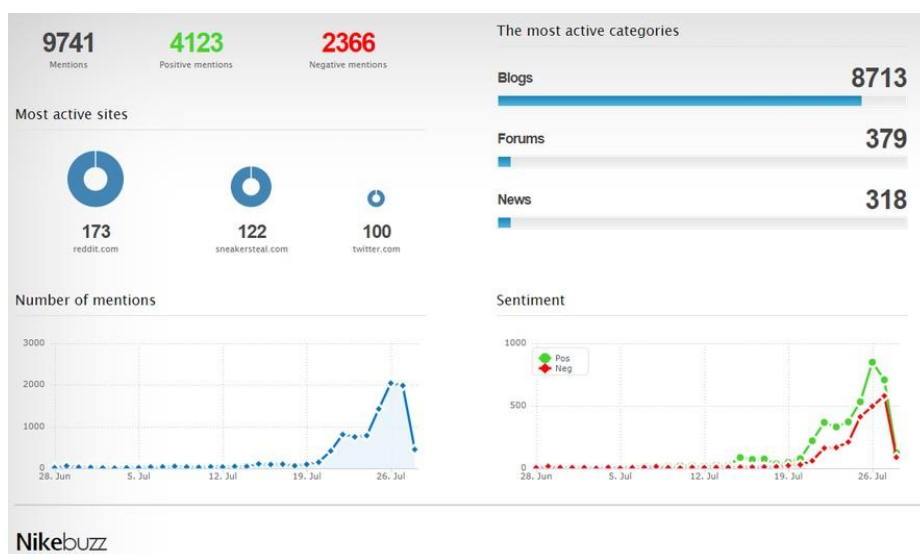 9741
Mentions
4123
Positive mentions
2366
Negative mentions
Most active sites
173
reddit.com
122
sneakersteal.com
100
twitter.com
The most active categories
Blogs 8713
Forums 379
News 318
Number of mentions
3000
2000
1000
0
28. Jun 5. Jul 12. Jul 19. Jul 26. Jul
Sentiment
1000
500
0
Pos
Neg
28. Jun 5. Jul 12. Jul 19. Jul 26. Jul
Nikebuzz